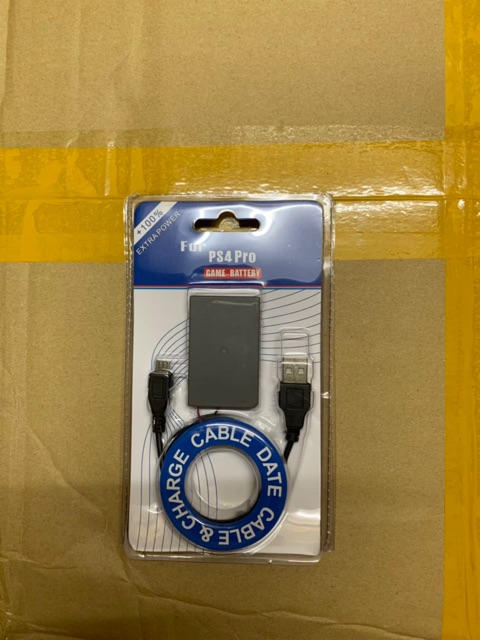 +100%
EXTRA POWER
For
PS4 Pro
GAME BATTERY
CABLE DATE CABLE & CHARGE